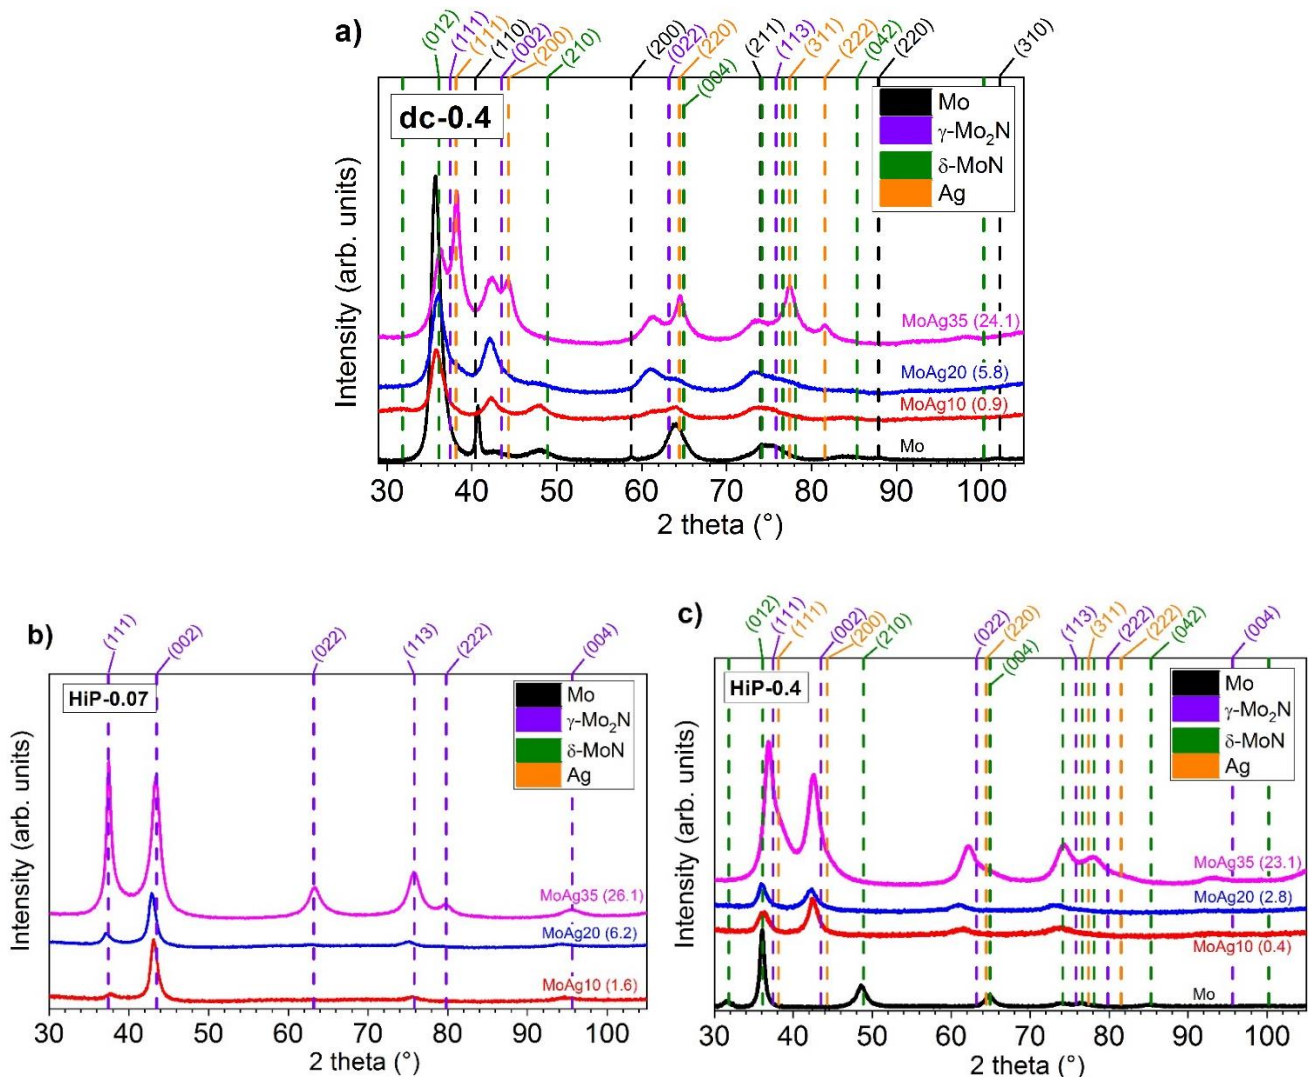 a)
(012)
(111)
(111)
(110)
(002)
(200)
(210)
(200)
(022)
(220)
(004)
(211)
(113)
(311)
(222)
(042)
(220)
(310)
dc-0.4
Mo
γ-Mo₂N
δ-MoN
Ag
Intensity (arb. units)
MoAg35 (24.1)
MoAg20 (5.8)
MoAg10 (0.9)
Mo
30 40 50 60 70 80 90 100
2 theta (°)
b)
(111)
(002)
(022)
(113)
(222)
(004)
HiP-0.07
Mo
γ-Mo₂N
δ-MoN
Ag
Intensity (arb. units)
MoAg35 (26.1)
MoAg20 (6.2)
MoAg10 (1.6)
30 40 50 60 70 80 90 100
2 theta (°)
c)
(012)
(111)
(111)
(002)
(200)
(210)
(022)
(220)
(004)
(113)
(311)
(222)
(222)
(042)
(004)
HiP-0.4
Mo
γ-Mo₂N
δ-MoN
Ag
Intensity (arb. units)
MoAg35 (23.1)
MoAg20 (2.8)
MoAg10 (0.4)
Mo
30 40 50 60 70 80 90 100
2 theta (°)